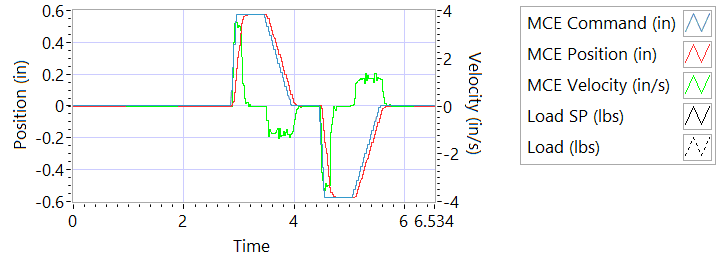 0.6
0.4
0.2
0
-0.2
-0.4
-0.6
Position (in)
4
2
0
-2
-4
Velocity (in/s)
0
2
4
6
6.534
Time
MCE Command (in)
MCE Position (in)
MCE Velocity (in/s)
Load SP (lbs)
Load (lbs)